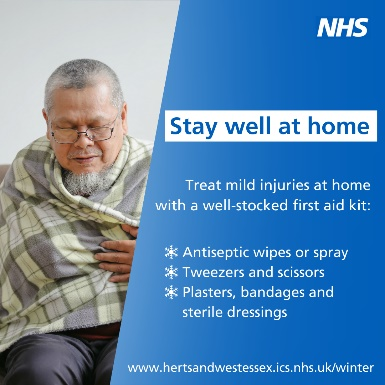 NHS
Stay well at home
Treat mild injuries at home
with a well-stocked first aid kit:
Antiseptic wipes or spray
Tweezers and scissors
Plasters, bandages and
sterile dressings
www.hertsandwestessex.ics.nhs.uk/winter